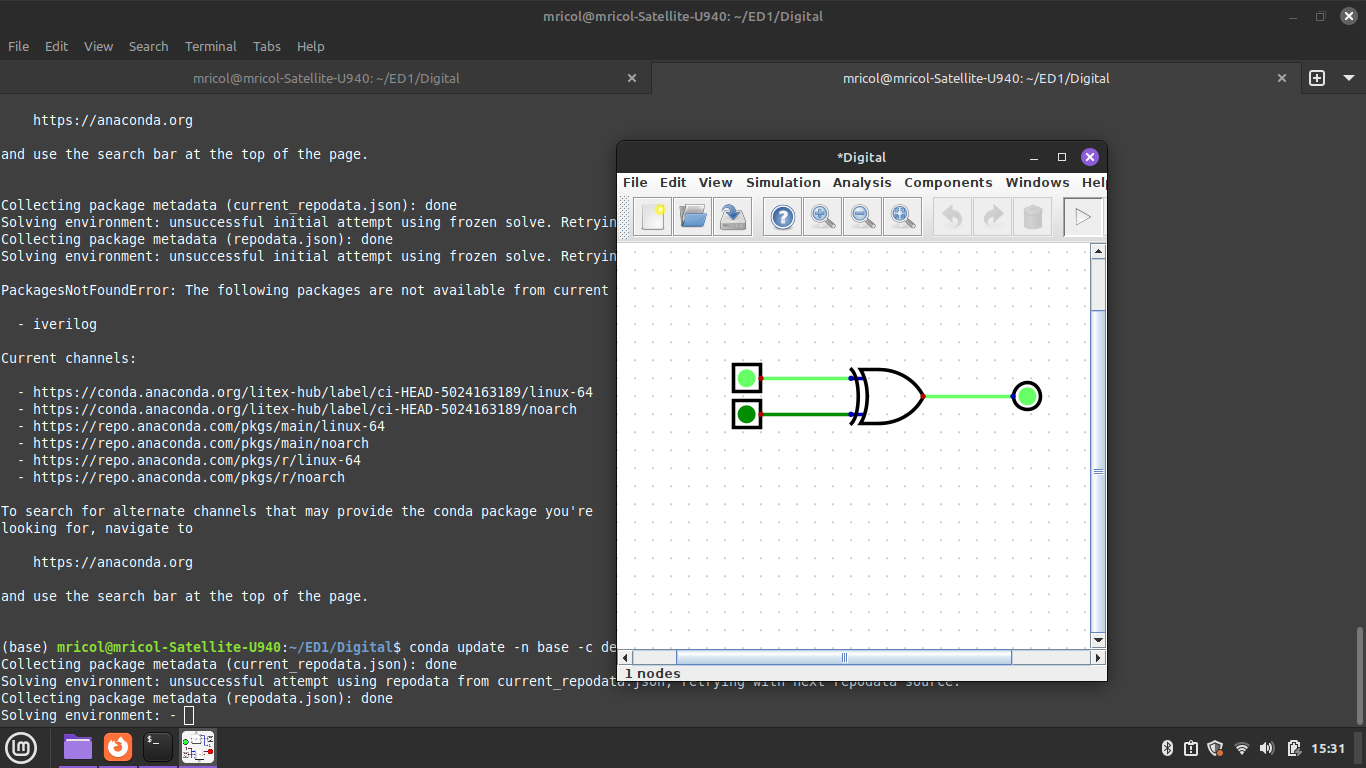 mricol@mricol-Satellite-U940: ~/ED1/Digital
File Edit View Search Terminal Tabs Help
mricol@mricol-Satellite-U940: ~/ED1/Digital
mricol@mricol-Satellite-U940: ~/ED1/Digital
https://anaconda.org
and use the search bar at the top of the page.
Collecting package metadata (current_repodata.json): done
Solving environment: unsuccessful initial attempt using frozen solve. Retryin
Collecting package metadata (repodata.json): done
Solving environment: unsuccessful initial attempt using frozen solve. Retryin
PackagesNotFoundError: The following packages are not available from current
- iverilog
Current channels:
- https://conda.anaconda.org/litex-hub/label/ci-HEAD-5024163189/linux-64
- https://conda.anaconda.org/litex-hub/label/ci-HEAD-5024163189/noarch
- https://repo.anaconda.com/pkgs/main/linux-64
- https://repo.anaconda.com/pkgs/main/noarch
- https://repo.anaconda.com/pkgs/r/linux-64
- https://repo.anaconda.com/pkgs/r/noarch
To search for alternate channels that may provide the conda package you're
looking for, navigate to
https://anaconda.org
and use the search bar at the top of the page.
(base) mricol@mricol-Satellite-U940:~/ED1/Digital$ conda update -n base -c de
Collecting package metadata (current_repodata.json): done
Solving environment: unsuccessful attempt using repodata from current_repodata.json, retrying with next repodata source.
Collecting package metadata (repodata.json): done
Solving environment: -
*Digital
File Edit View Simulation Analysis Components Windows Help
?
1 nodes
15:31